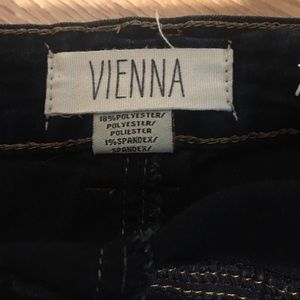 VIENNA
18%POLYESTER/
POLYESTER/
POLIESTER
1%SPANDEX/
SPANDEX/